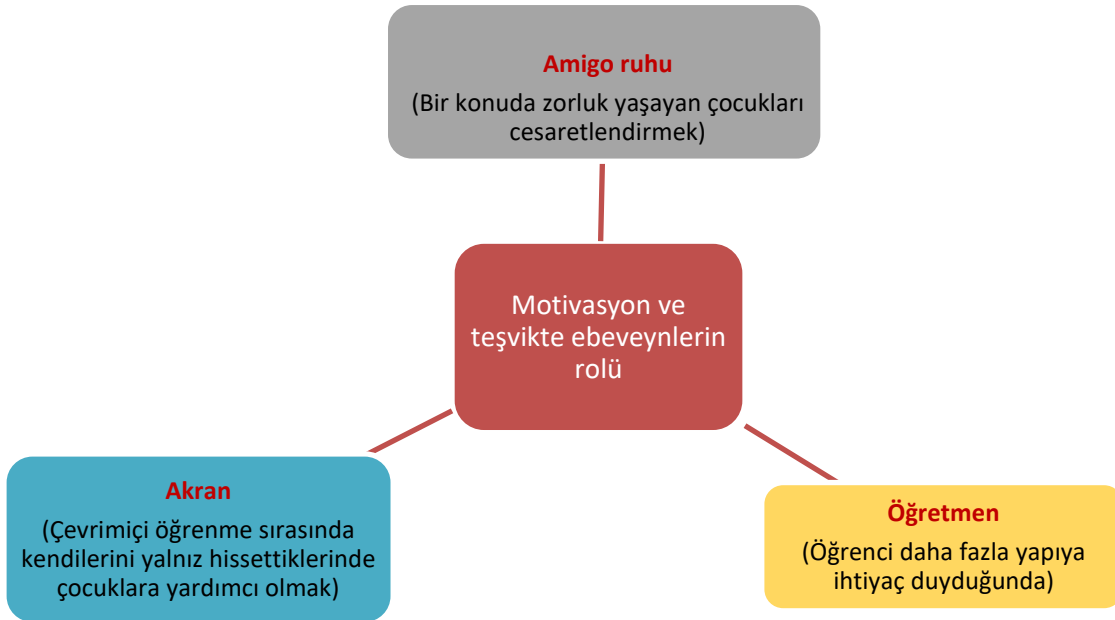 Amigo ruhu
(Bir konuda zorluk yaşayan çocukları
cesaretlendirmek)
Motivasyon ve
teşvikte ebeveynlerin
rolü
Akran
(Çevrimiçi öğrenme sırasında
kendilerini yalnız hissettiklerinde
çocuklara yardımcı olmak)
Öğretmen
(Öğrenci daha fazla yapıya
ihtiyaç duyduğunda)